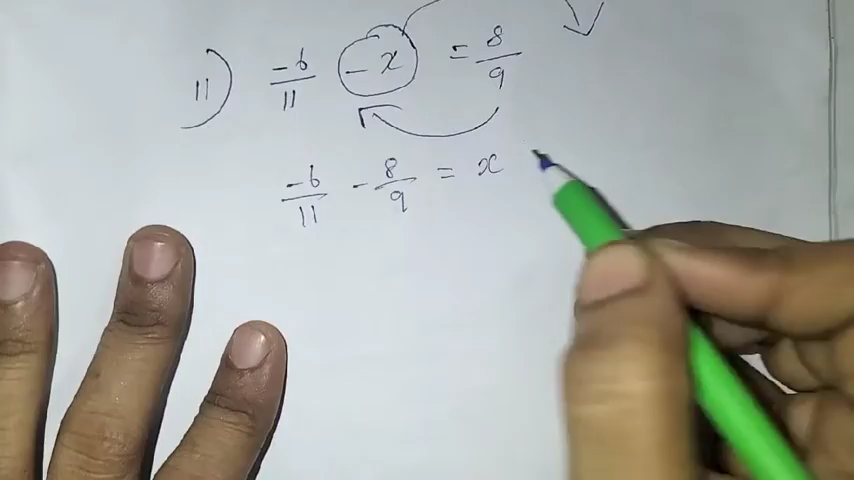 11) -6/11 - x = 8/9
-6/11 - 8/9 = x